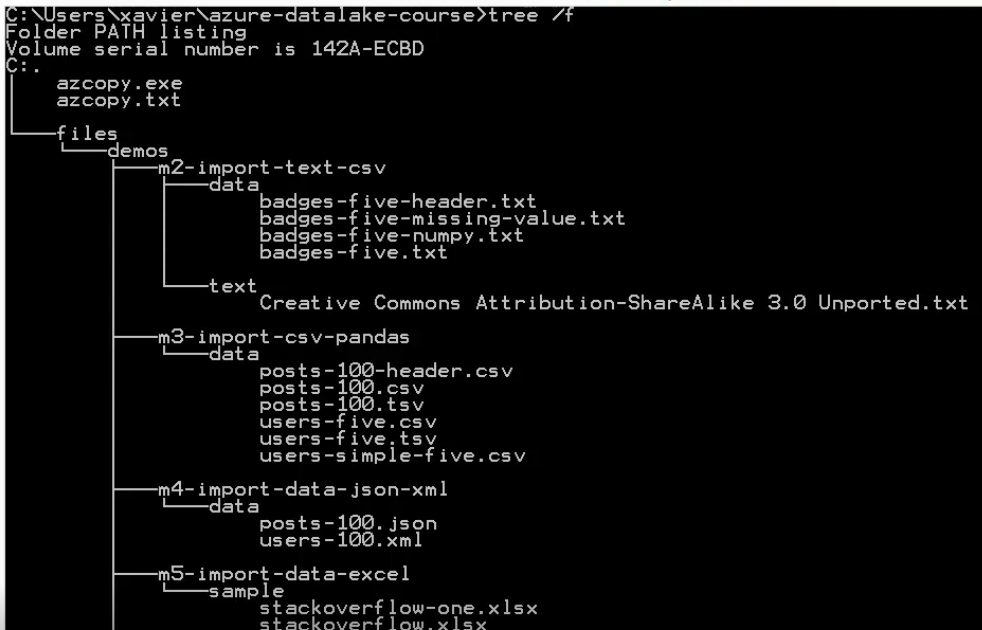 C:\Users\xavier\azure-datalake-course>tree /f
Folder PATH listing
Volume serial number is 142A-ECBD
C:.
azcopy.exe
azcopy.txt
files
demos
m2-import-text-csv
data
badges-five-header.txt
badges-five-missing-value.txt
badges-five-numpy.txt
badges-five.txt
text
Creative Commons Attribution-ShareAlike 3.0 Unported.txt
m3-import-csv-pandas
data
posts-100-header.csv
posts-100.csv
posts-100.tsv
users-five.csv
users-five.tsv
users-simple-five.csv
m4-import-data-json-xml
data
posts-100.json
users-100.xml
m5-import-data-excel
sample
stackoverflow-one.xlsx
stackoverflow.xlsx